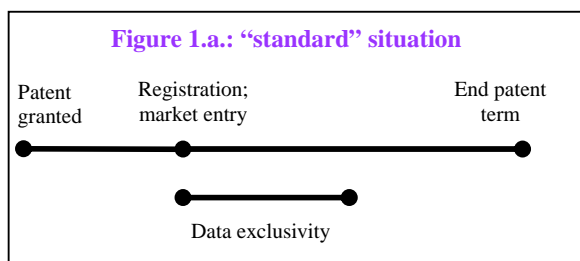 Figure 1.a.: “standard” situation
Patent
granted
Registration;
market entry
End patent
term
Data exclusivity